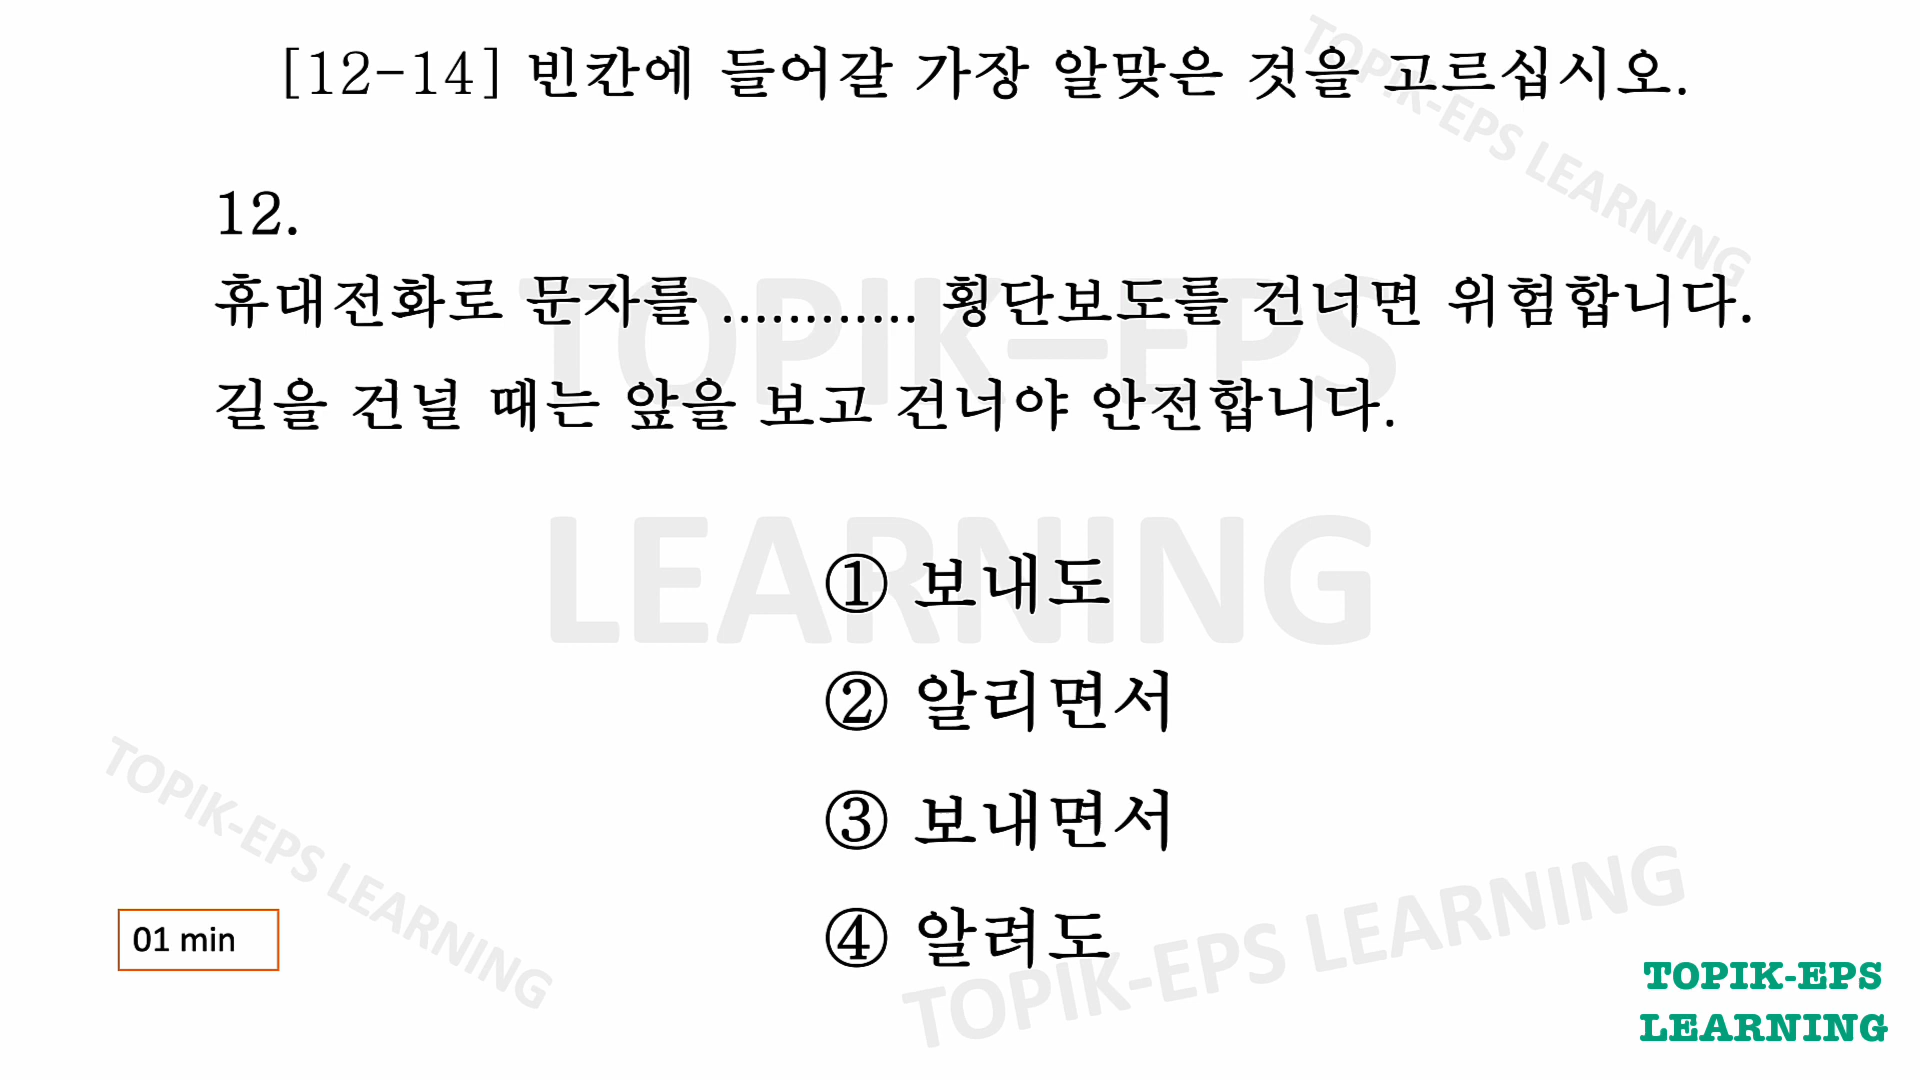 [12-14] 빈칸에 들어갈 가장 알맞은 것을 고르십시오.
12.
휴대전화로 문자를 ............ 횡단보도를 건너면 위험합니다.
길을 건널 때는 앞을 보고 건너야 안전합니다.
① 보내도
② 알리면서
③ 보내면서
④ 알려도
01 min
TOPIK-EPS
LEARNING
TOPIK-EPS LEARNING
TOPIK–EPS
LEARNING
TOPIK-EPS LEARNING
TOPIK-EPS LEARNING